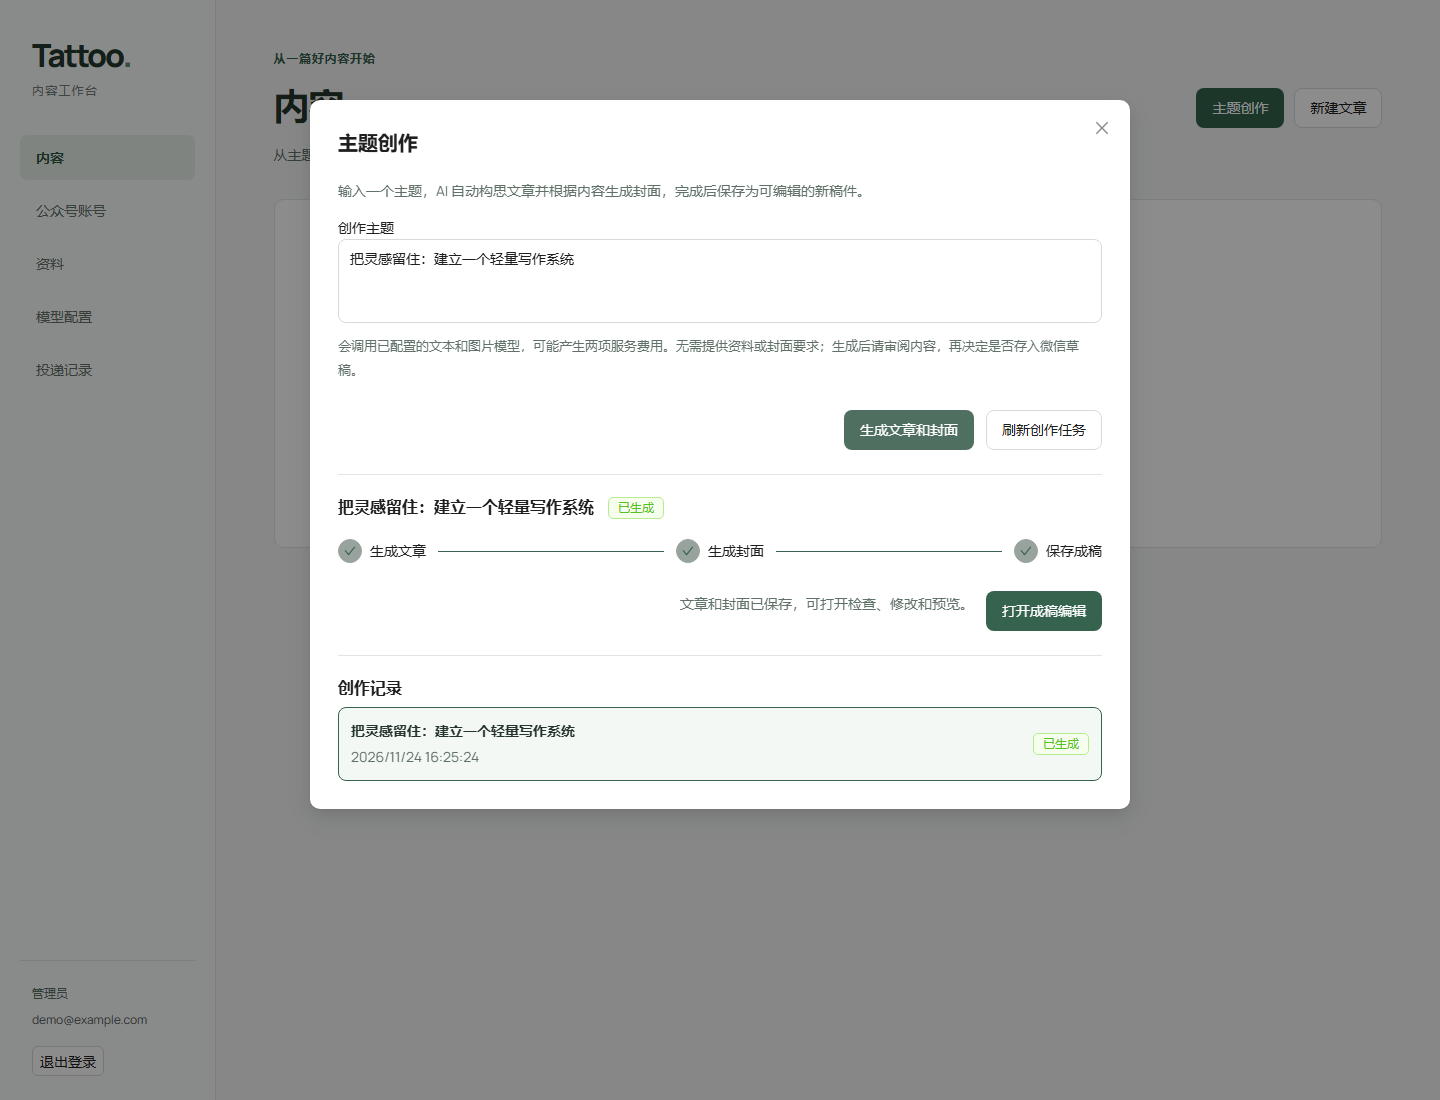 Tattoo.
内容工作台
内容
公众号账号
资料
模型配置
投递记录
管理员
demo@example.com
退出登录
从一篇好内容开始
内容
从主题
主题创作
新建文章
主题创作
输入一个主题，AI 自动构思文章并根据内容生成封面，完成后保存为可编辑的新稿件。
创作主题
把灵感留住：建立一个轻量写作系统
会调用已配置的文本和图片模型，可能产生两项服务费用。无需提供资料或封面要求；生成后请审阅内容，再决定是否存入微信草
稿。
生成文章和封面
刷新创作任务
把灵感留住：建立一个轻量写作系统
已生成
生成文章
生成封面
保存成稿
文章和封面已保存，可打开检查、修改和预览。
打开成稿编辑
创作记录
把灵感留住：建立一个轻量写作系统
2026/11/24 16:25:24
已生成